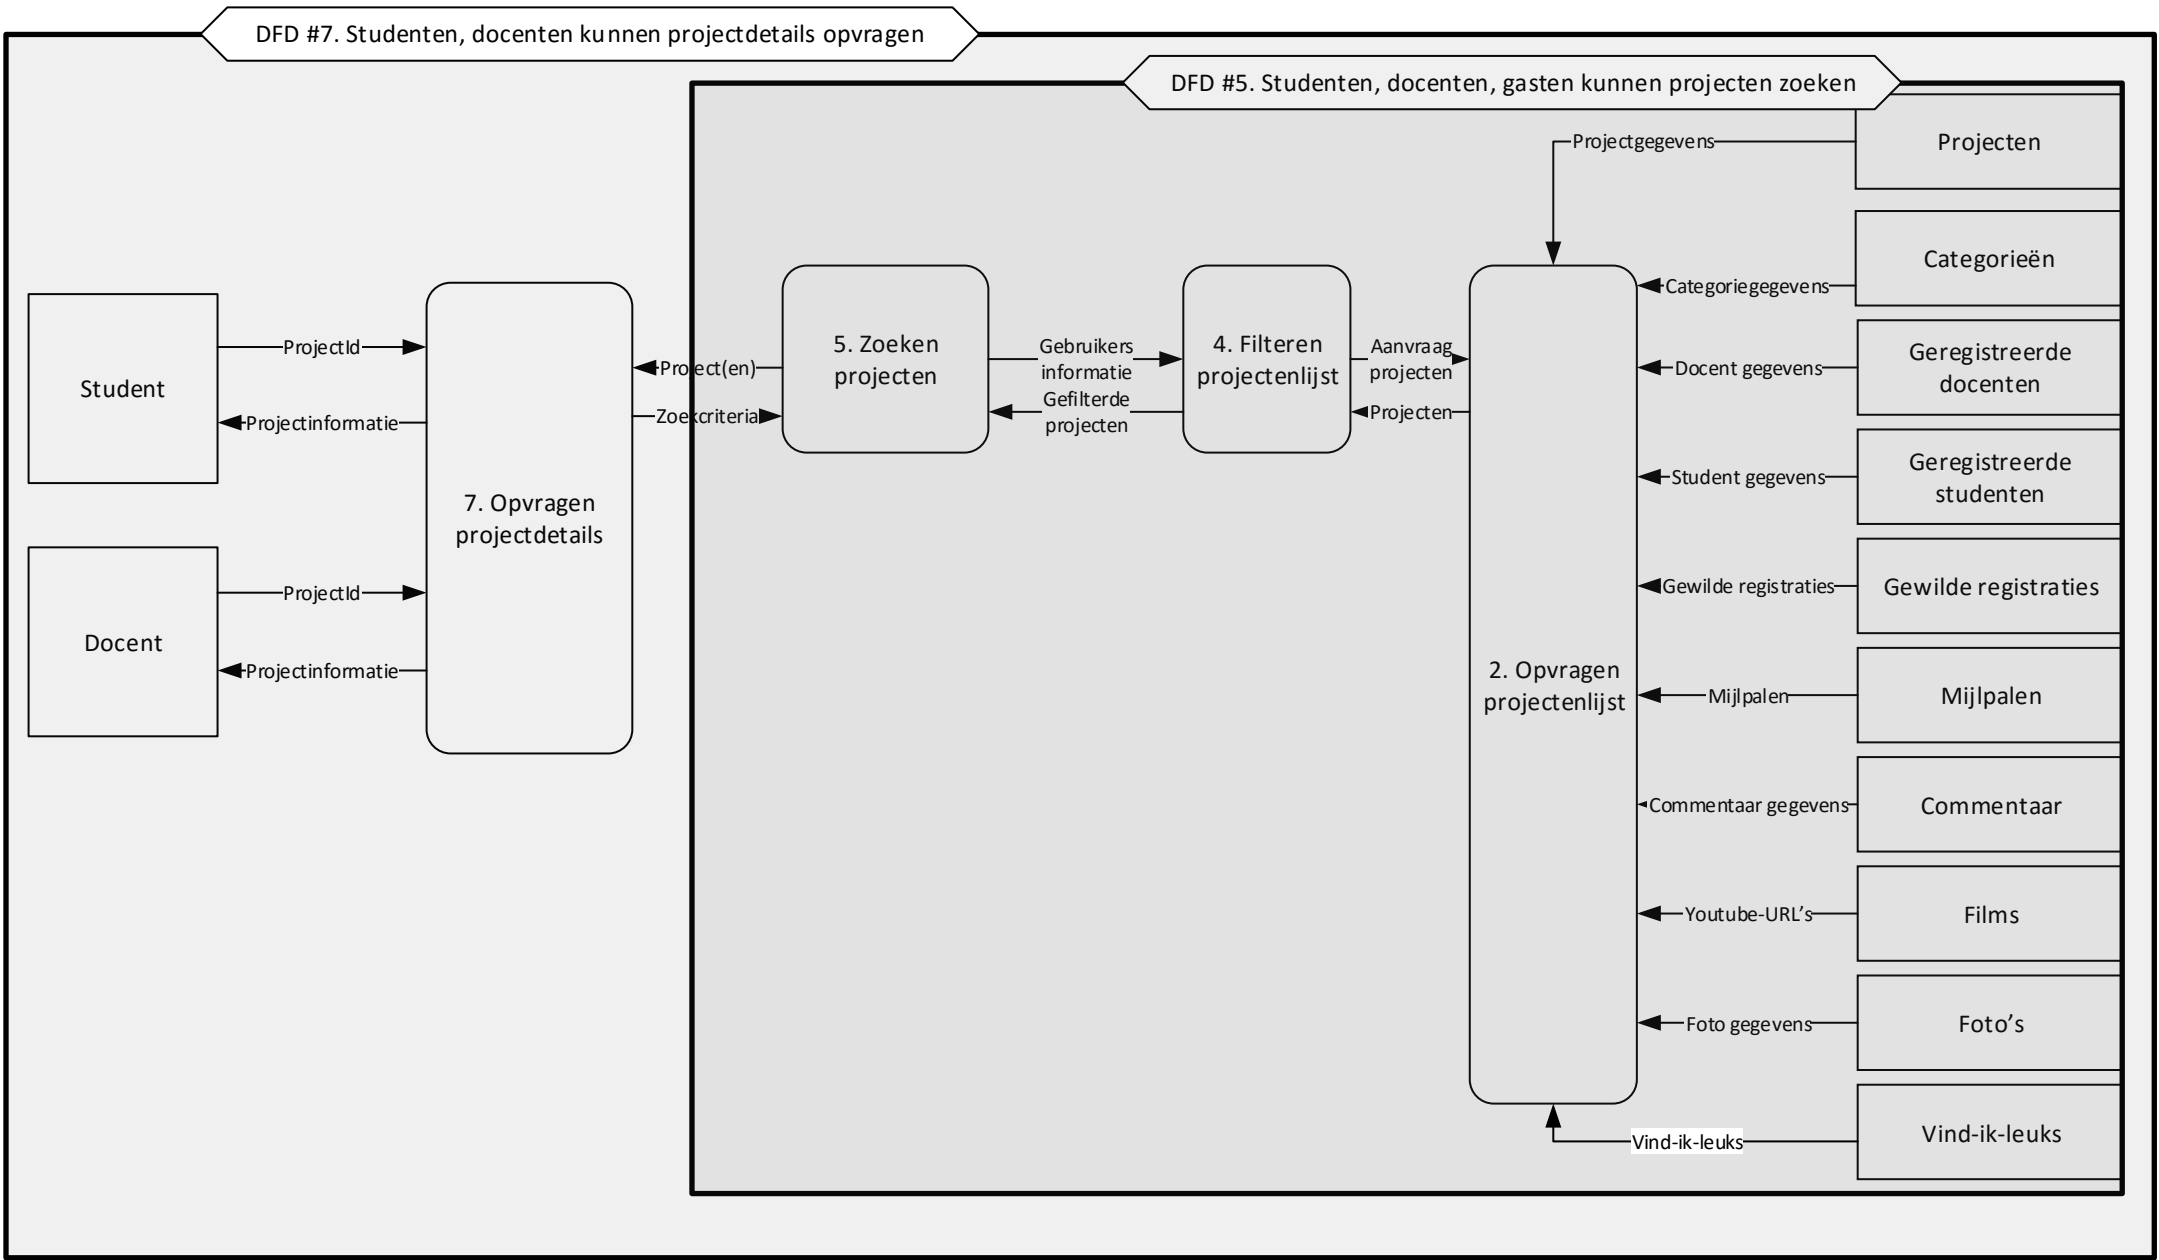 DFD #7. Studenten, docenten kunnen projectdetails opvragen
DFD #5. Studenten, docenten, gasten kunnen projecten zoeken
Student
Docent
ProjectId
Projectinformatie
ProjectId
Projectinformatie
7. Opvragen
projectdetails
Project(en)
Zoekcriteria
5. Zoeken
projecten
Gebruikers
informatie
Gefilterde
projecten
4. Filteren
projectenlijst
Aanvraag
projecten
Projecten
2. Opvragen
projectenlijst
Projectgegevens
Projecten
Categoriegegevens
Categorieën
Docent gegevens
Geregistreerde
docenten
Student gegevens
Geregistreerde
studenten
Gewilde registraties
Gewilde registraties
Mijlpalen
Mijlpalen
Commentaar gegevens
Commentaar
Youtube-URL’s
Films
Foto gegevens
Foto’s
Vind-ik-leuks
Vind-ik-leuks